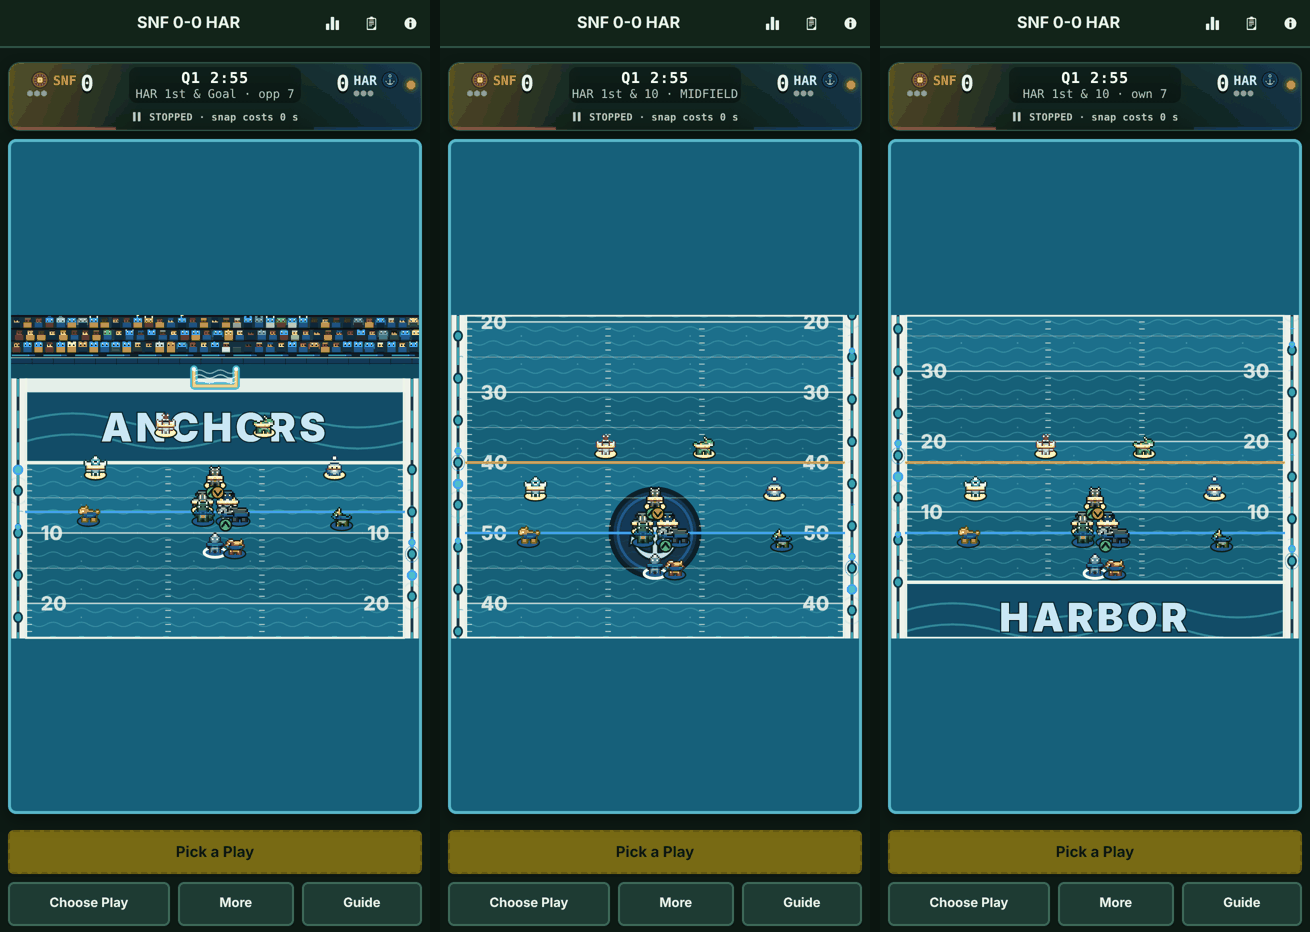 SNF 0-0 HAR
SNF 0
Q1 2:55
0 HAR
HAR 1st & Goal · opp 7
STOPPED · snap costs 0 s
ANCHORS
10 10
20 20
Pick a Play
Choose Play
More
Guide
SNF 0-0 HAR
SNF 0
Q1 2:55
0 HAR
HAR 1st & 10 · MIDFIELD
STOPPED · snap costs 0 s
20 20
30 30
40 40
50 50
40 40
Pick a Play
Choose Play
More
Guide
SNF 0-0 HAR
SNF 0
Q1 2:55
0 HAR
HAR 1st & 10 · own 7
STOPPED · snap costs 0 s
30 30
20 20
10 10
HARBOR
Pick a Play
Choose Play
More
Guide